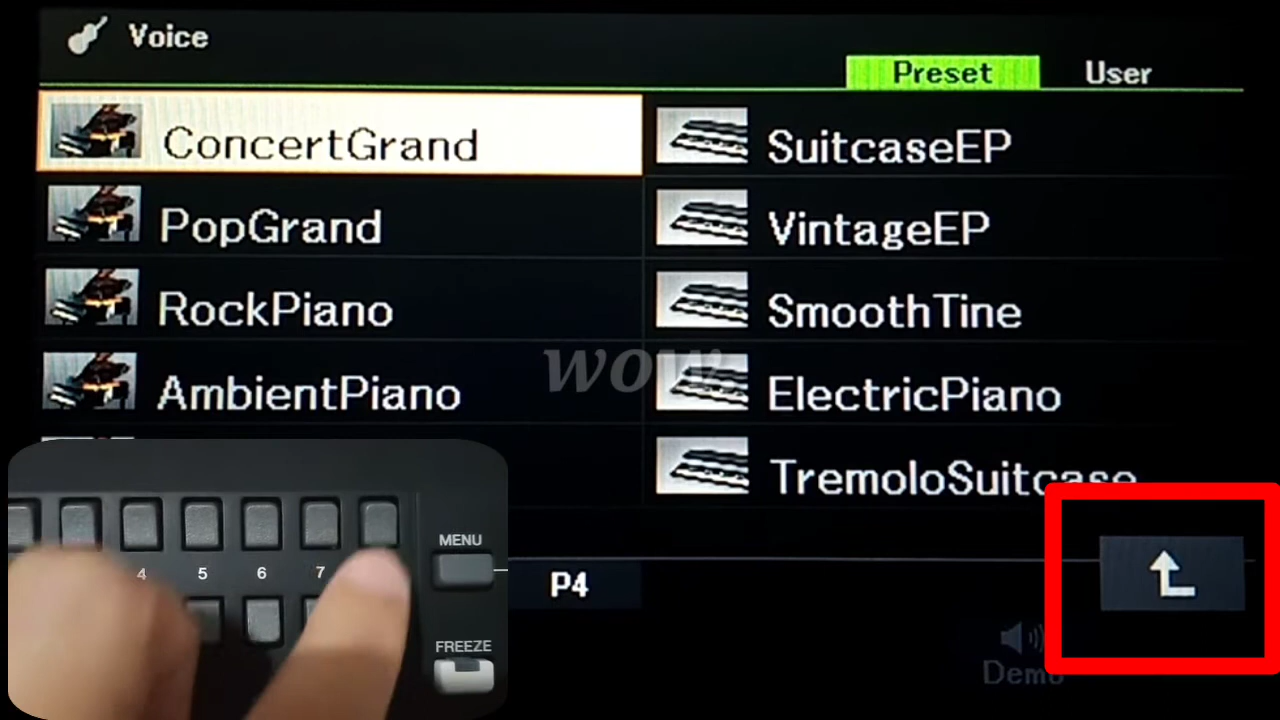 Voice
Preset User
ConcertGrand SuitcaseEP
PopGrand VintageEP
RockPiano SmoothTine
wow.
AmbientPiano ElectricPiano
TremoloSuitcase
MENU
4 5 6 7
P4
FREEZE
Demo